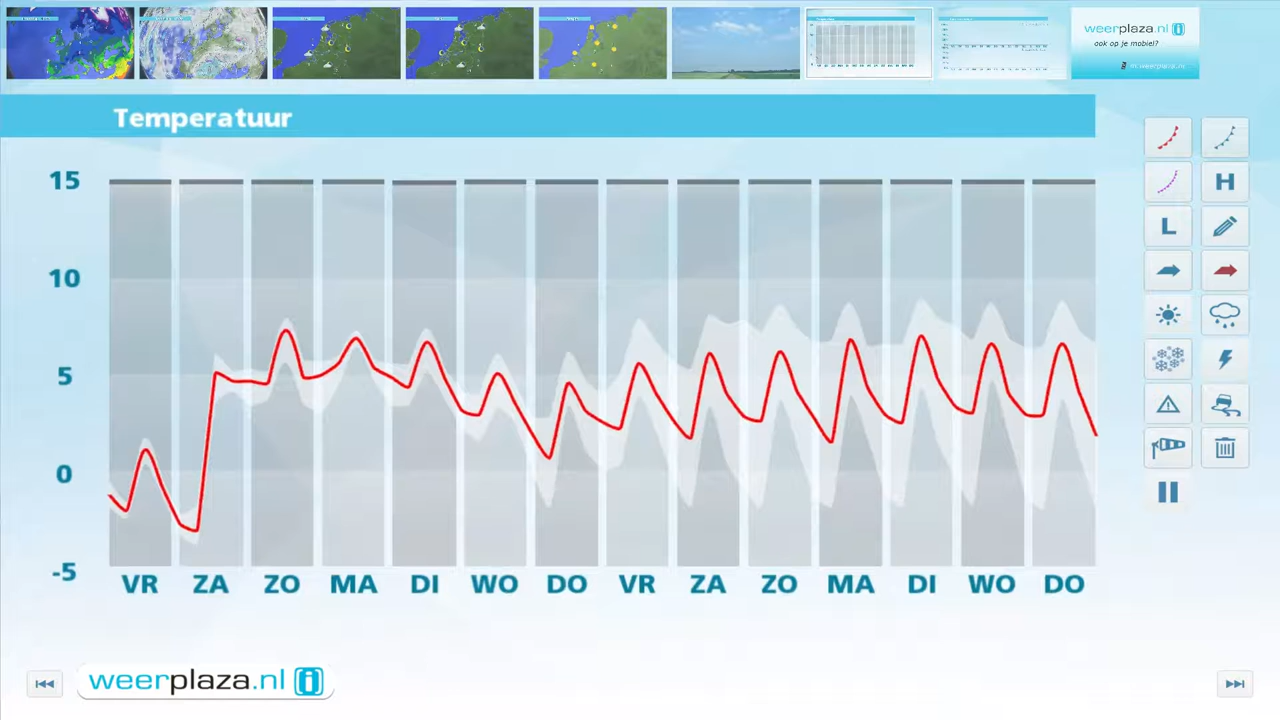 weerplaza.nl
ook op je mobiel?
Temperatuur
15
10
5
0
-5
VR ZA ZO MA DI WO DO VR ZA ZO MA DI WO DO
H
L
weerplaza.nl